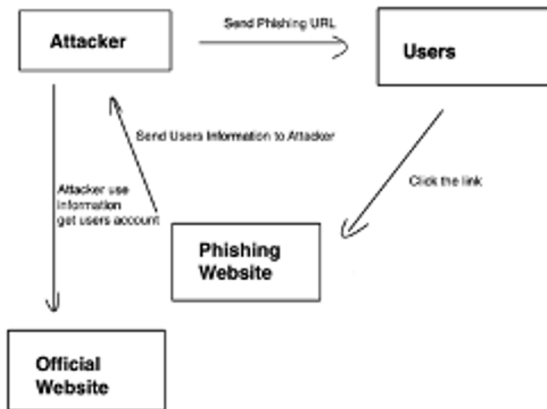 Send Phishing URL
Attacker
Users
Send Users Information to Attacker
Click the link
Attacker use
information
get users account
Phishing
Website
Official
Website